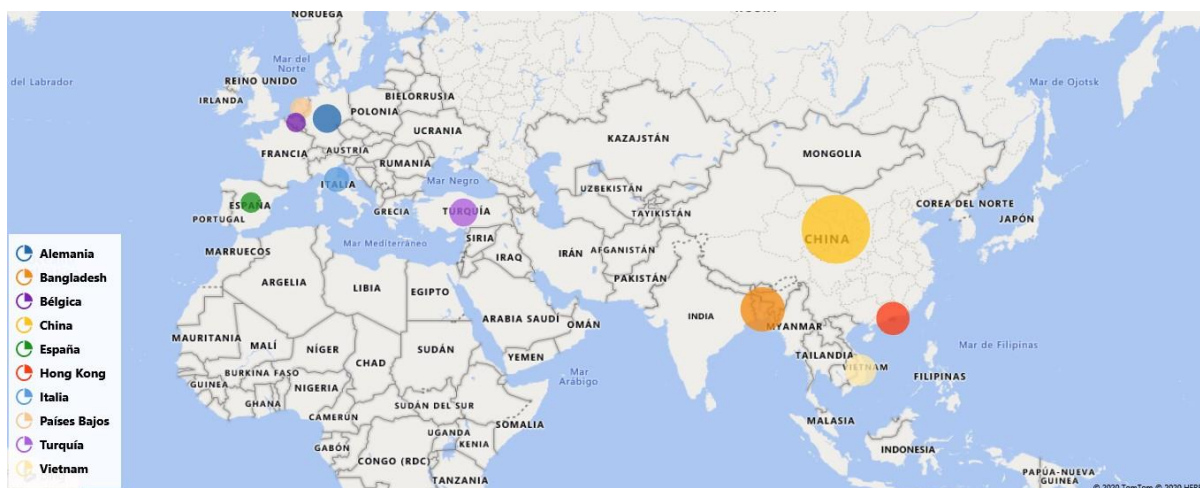 NORUEGA
Mar del
Norte
del Labrador
REINO UNIDO
Mar de Ojotsk
IRLANDA
BIELORRUSIA
POLONIA
UCRANIA
KAZAJSTÁN
FRANCIA
AUSTRIA
MONGOLIA
RUMANIA
ITALIA
Mar Negro
UZBEKISTÁN
ESPAÑA
PORTUGAL
GRECIA
TURQUÍA
TAYIKISTÁN
COREA DEL NORTE
JAPÓN
Mar Mediterráneo
SIRIA
CHINA
MARRUECOS
IRAQ
IRÁN
AFGANISTÁN
PAKISTÁN
ARGELIA
LIBIA
EGIPTO
ARABIA SAUDÍ
OMÁN
INDIA
MYANMAR
MAURITANIA
MALÍ
NÍGER
SUDÁN
CHAD
YEMEN
TAILANDIA
VIETNAM
Mar de Filipinas
BURKINA FASO
GUINEA
NIGERIA
Mar
Arábigo
FILIPINAS
GHANA
SUDÁN DEL SUR
CAMERÚN
SOMALIA
MALASIA
UGANDA
KENIA
GABÓN
CONGO (RDC)
INDONESIA
TANZANIA
PAPÚA-NUEVA
GUINEA
Alemania
Bangladesh
Bélgica
China
España
Hong Kong
Italia
Países Bajos
Turquía
Vietnam
© 2020 TomTom © 2020 HERE